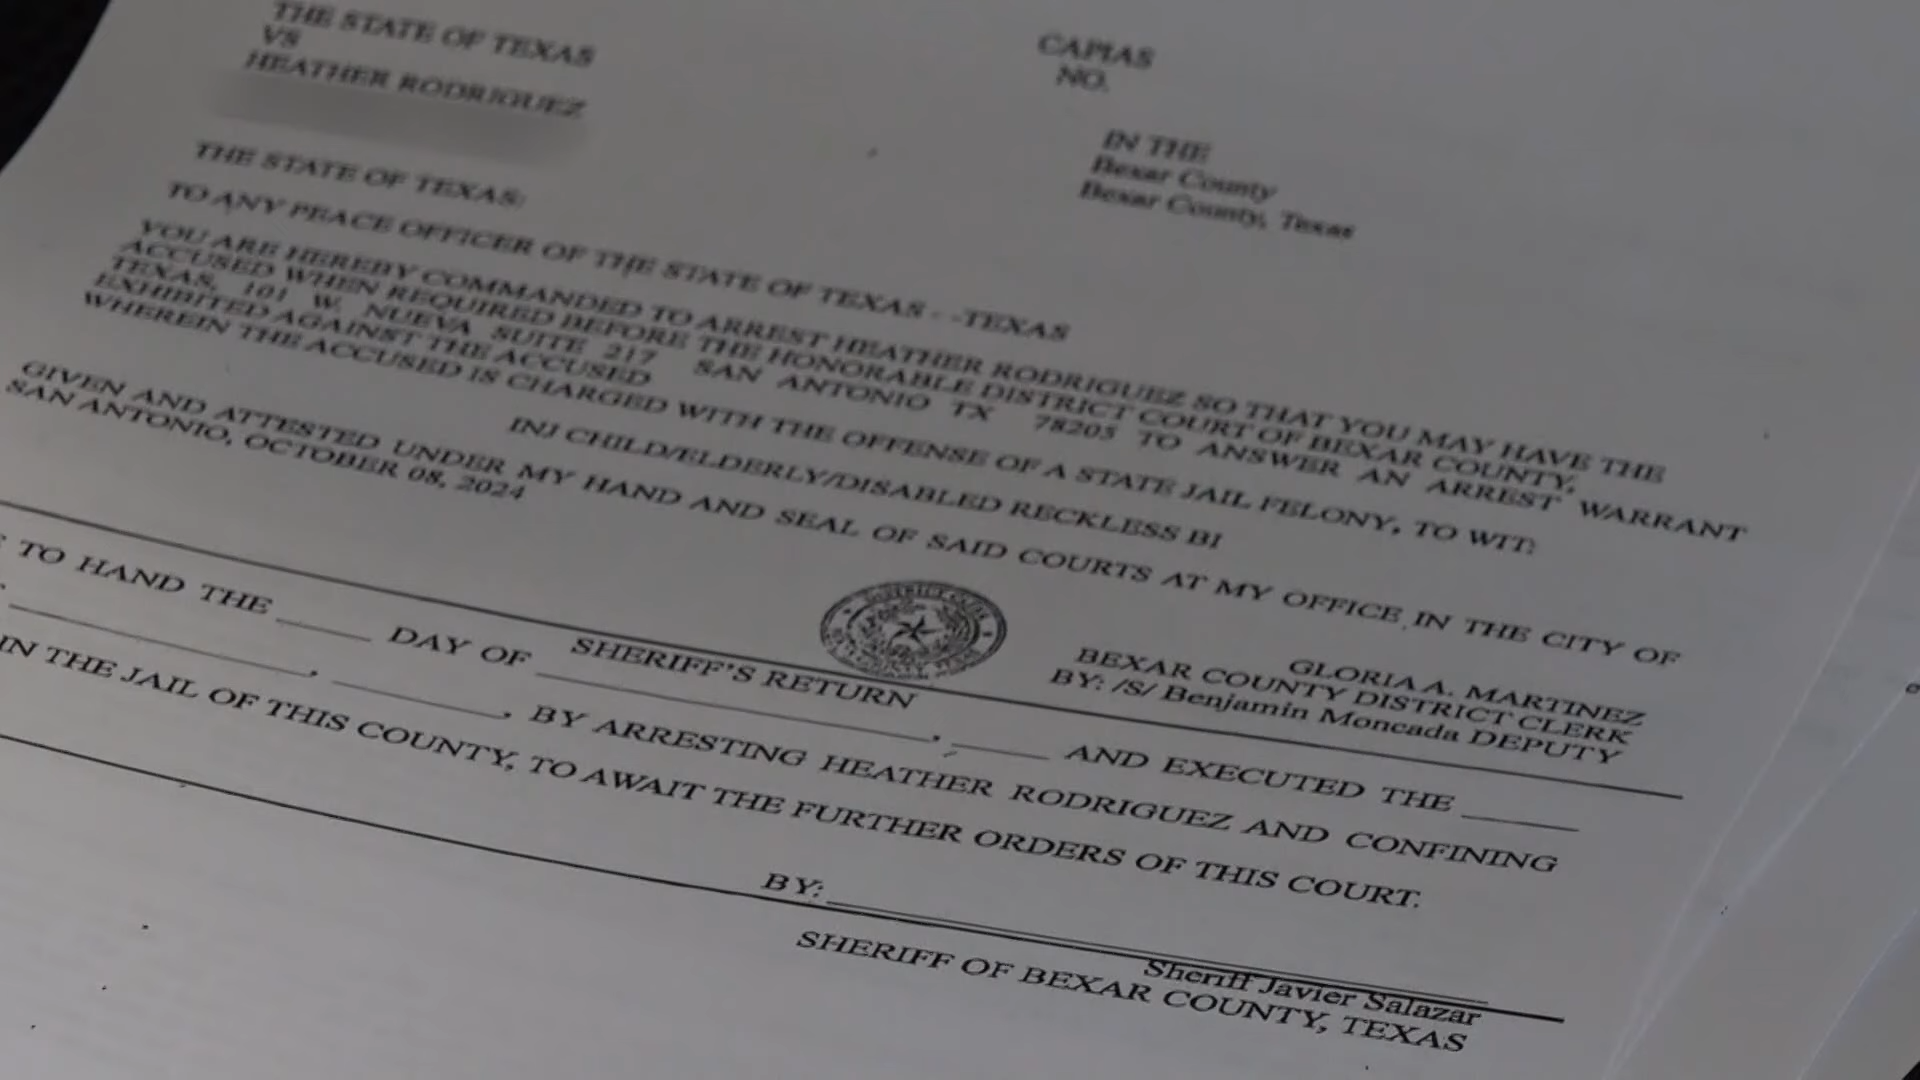 THE STATE OF TEXAS
VS
HEATHER RODRIGUEZ
CAPIAS
NO.
IN THE
Bexar County
Bexar County, Texas
THE STATE OF TEXAS:
TO ANY PEACE OFFICER OF THE STATE OF TEXAS - -TEXAS
YOU ARE HEREBY COMMANDED TO ARREST HEATHER RODRIGUEZ SO THAT YOU MAY HAVE THE
ACCUSED WHEN REQUIRED BEFORE THE HONORABLE DISTRICT COURT OF BEXAR COUNTY,
TEXAS, 101 W. NUEVA SUITE 217 SAN ANTONIO TX 78205 TO ANSWER AN ARREST WARRANT
EXHIBITED AGAINST THE ACCUSED
WHEREIN THE ACCUSED IS CHARGED WITH THE OFFENSE OF A STATE JAIL FELONY, TO WIT:
INJ CHILD/ELDERLY/DISABLED RECKLESS BI
GIVEN AND ATTESTED UNDER MY HAND AND SEAL OF SAID COURTS AT MY OFFICE IN THE CITY OF
SAN ANTONIO, OCTOBER 08, 2024
GLORIA A. MARTINEZ
BEXAR COUNTY DISTRICT CLERK
BY: /S/ Benjamin Moncada DEPUTY
SHERIFF'S RETURN
TO HAND THE ____ DAY OF ____, ____ AND EXECUTED THE ____
____, ____, BY ARRESTING HEATHER RODRIGUEZ AND CONFINING
IN THE JAIL OF THIS COUNTY, TO AWAIT THE FURTHER ORDERS OF THIS COURT.
BY:
Sheriff Javier Salazar
SHERIFF OF BEXAR COUNTY, TEXAS